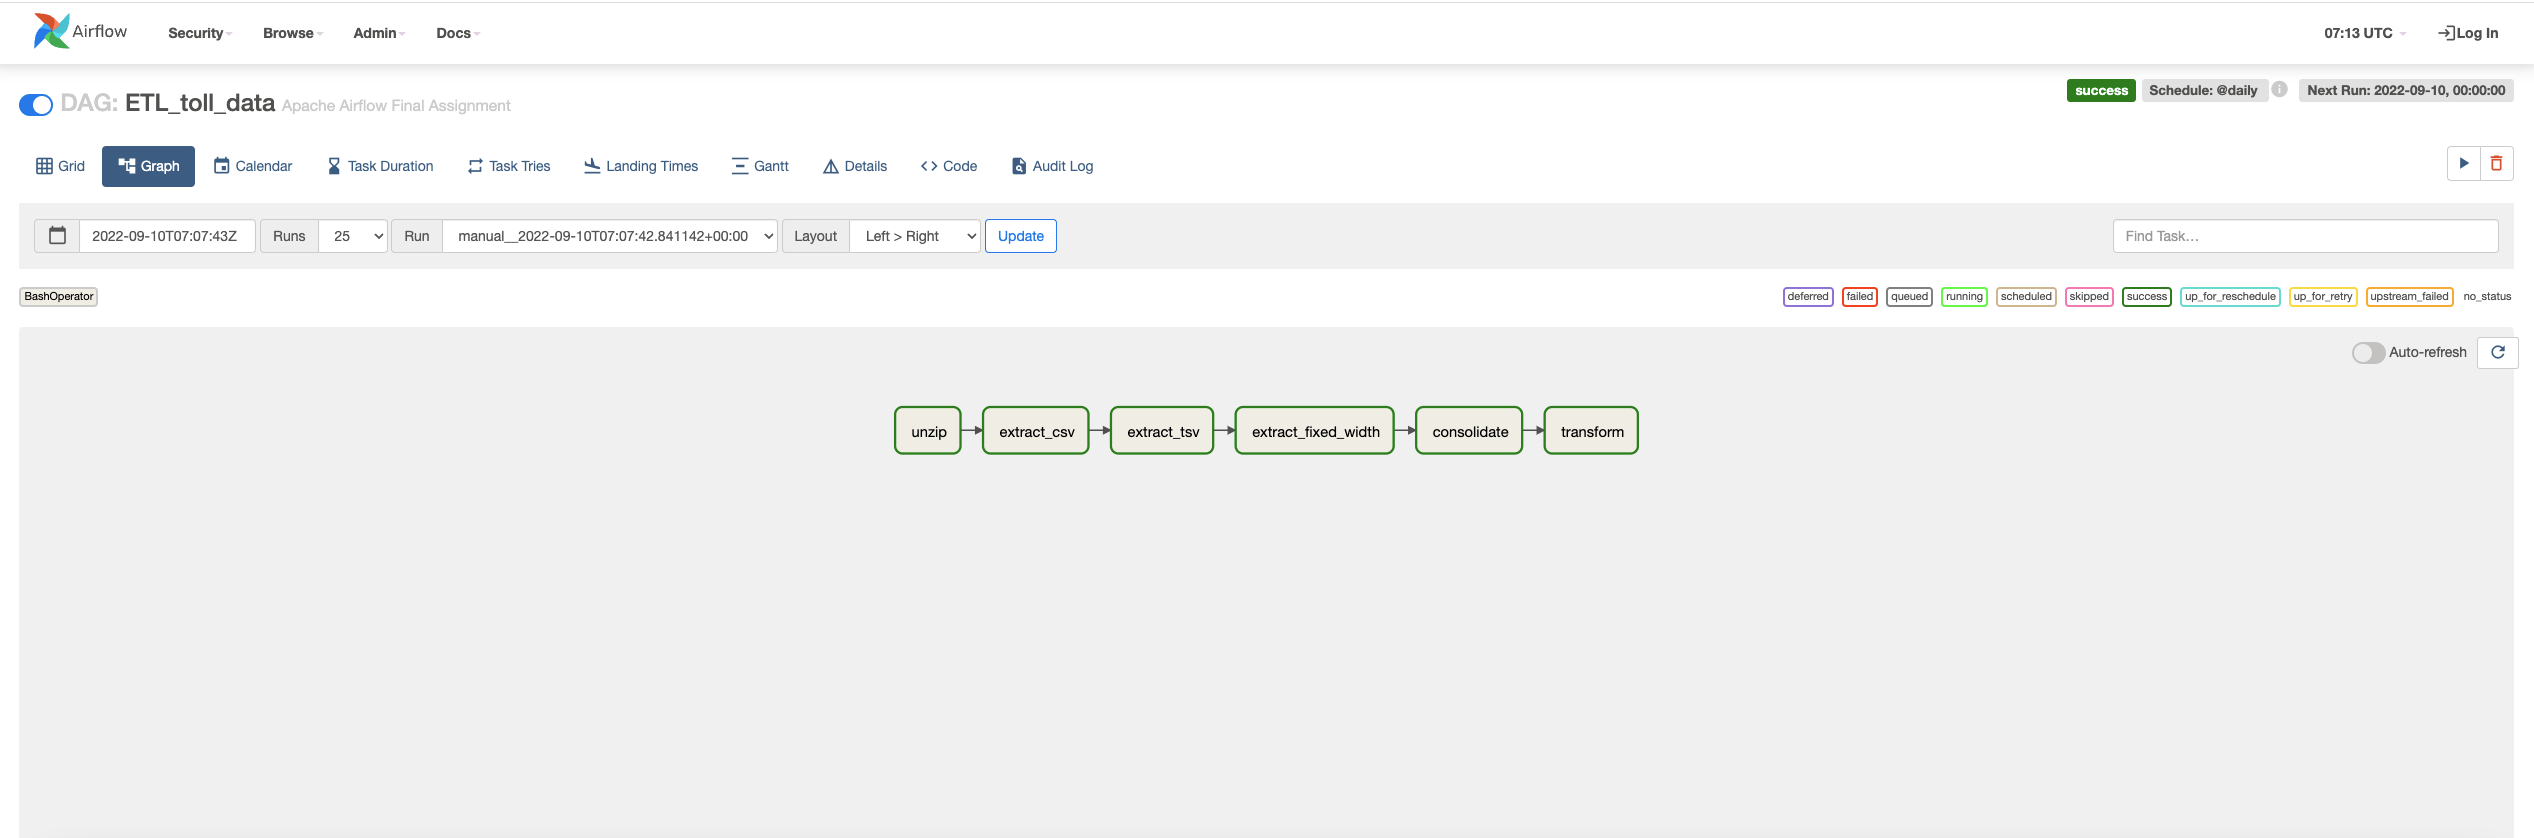 Airflow Security Browse Admin Docs 07:13 UTC Log In
DAG: ETL_toll_data Apache Airflow Final Assignment success Schedule: @daily Next Run: 2022-09-10, 00:00:00
Grid Graph Calendar Task Duration Task Tries Landing Times Gantt Details Code Audit Log
2022-09-10T07:07:43Z Runs 25 Run manual__2022-09-10T07:07:42.841142+00:00 Layout Left > Right Update Find Task...
BashOperator deferred failed queued running scheduled skipped success up_for_reschedule up_for_retry upstream_failed no_status
Auto-refresh
unzip extract_csv extract_tsv extract_fixed_width consolidate transform